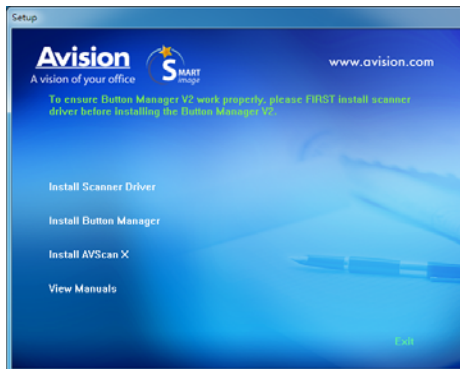 Setup
Avision
A vision of your office
SMART
image
www.avision.com
To ensure Button Manager V2 work properly, please FIRST install scanner
driver before installing the Button Manager V2.
Install Scanner Driver
Install Button Manager
Install AVScan X
View Manuals
Exit